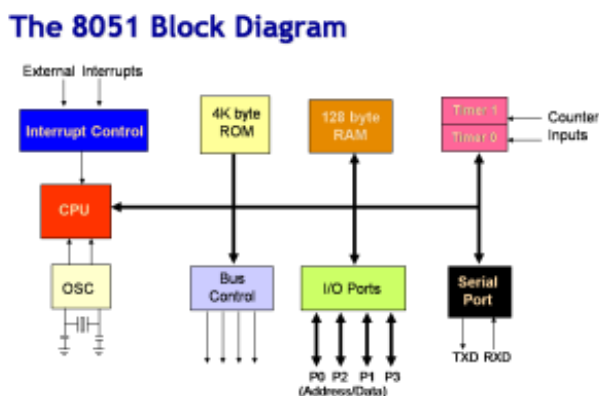 The 8051 Block Diagram
External Interrupts
Interrupt Control
4K byte
ROM
128 byte
RAM
Timer 1
Timer 0
Counter
Inputs
CPU
OSC
Bus
Control
I/O Ports
Serial
Port
P0 P2 P1 P3
(Address/Data)
TXD RXD